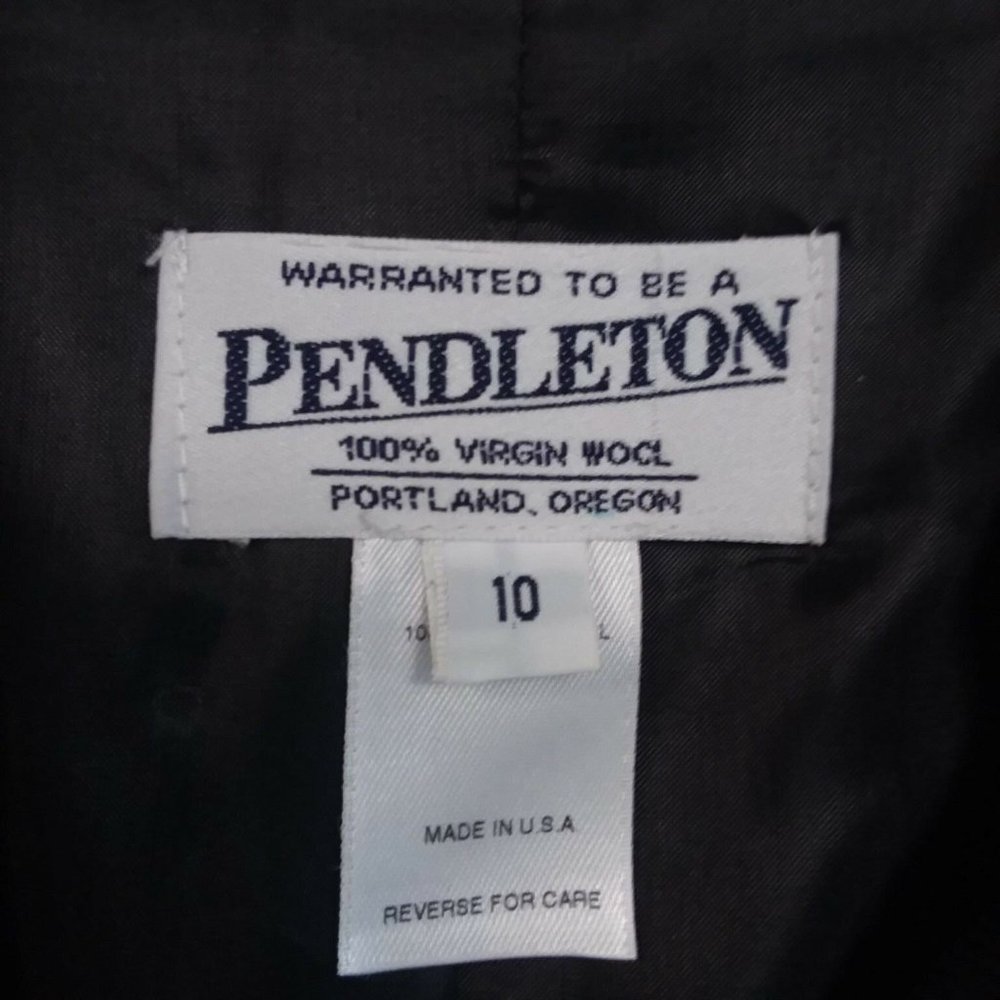 WARRANTED TO BE A
PENDLETON
100% VIRGIN WOOL
PORTLAND, OREGON
10
MADE IN U.S.A
REVERSE FOR CARE